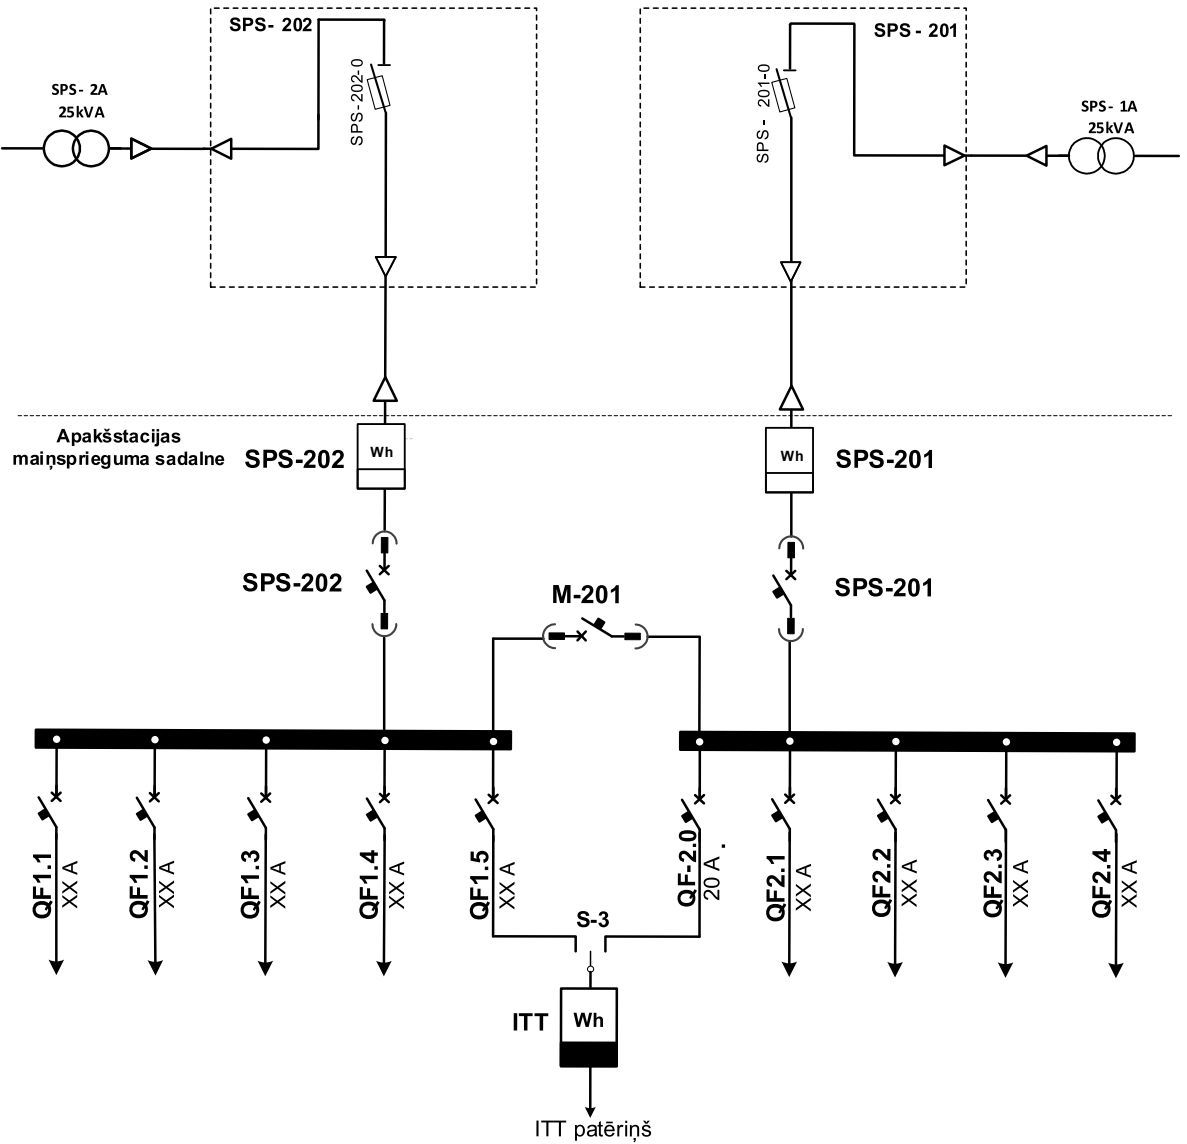 SPS- 202
SPS - 201
SPS- 2A
25kVA
SPS-202-0
SPS - 201-0
SPS- 1A
25kVA
Apakšstacijas
maiņsprieguma sadalne
SPS-202
Wh
Wh
SPS-201
SPS-202
M-201
SPS-201
QF1.1
XX A
QF1.2
XX A
QF1.3
XX A
QF1.4
XX A
QF1.5
XX A
QF-2.0
20 A .
QF2.1
XX A
QF2.2
XX A
QF2.3
XX A
QF2.4
XX A
S-3
ITT
Wh
ITT patēriņš